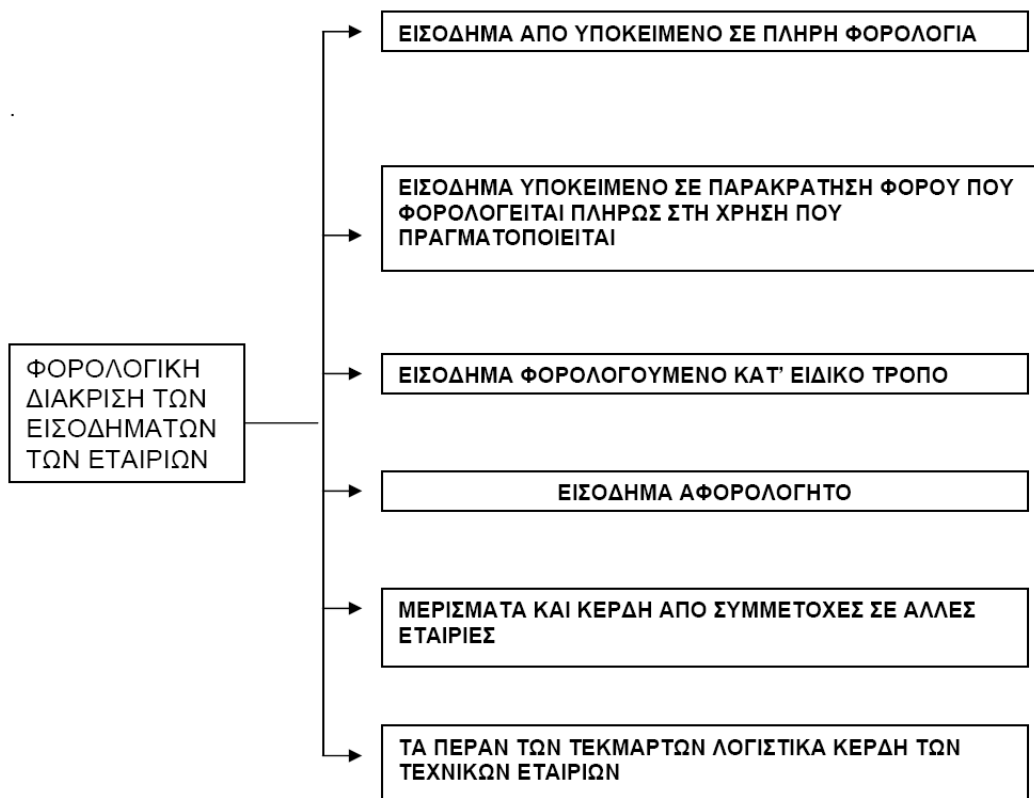 ΕΙΣΟΔΗΜΑ ΑΠΟ ΥΠΟΚΕΙΜΕΝΟ ΣΕ ΠΛΗΡΗ ΦΟΡΟΛΟΓΙΑ
.
ΕΙΣΟΔΗΜΑ ΥΠΟΚΕΙΜΕΝΟ ΣΕ ΠΑΡΑΚΡΑΤΗΣΗ ΦΟΡΟΥ ΠΟΥ
ΦΟΡΟΛΟΓΕΙΤΑΙ ΠΛΗΡΩΣ ΣΤΗ ΧΡΗΣΗ ΠΟΥ
ΠΡΑΓΜΑΤΟΠΟΙΕΙΤΑΙ
ΦΟΡΟΛΟΓΙΚΗ
ΔΙΑΚΡΙΣΗ ΤΩΝ
ΕΙΣΟΔΗΜΑΤΩΝ
ΤΩΝ ΕΤΑΙΡΙΩΝ
ΕΙΣΟΔΗΜΑ ΦΟΡΟΛΟΓΟΥΜΕΝΟ ΚΑΤ’ ΕΙΔΙΚΟ ΤΡΟΠΟ
ΕΙΣΟΔΗΜΑ ΑΦΟΡΟΛΟΓΗΤΟ
ΜΕΡΙΣΜΑΤΑ ΚΑΙ ΚΕΡΔΗ ΑΠΟ ΣΥΜΜΕΤΟΧΕΣ ΣΕ ΑΛΛΕΣ
ΕΤΑΙΡΙΕΣ
ΤΑ ΠΕΡΑΝ ΤΩΝ ΤΕΚΜΑΡΤΩΝ ΛΟΓΙΣΤΙΚΑ ΚΕΡΔΗ ΤΩΝ
ΤΕΧΝΙΚΩΝ ΕΤΑΙΡΙΩΝ